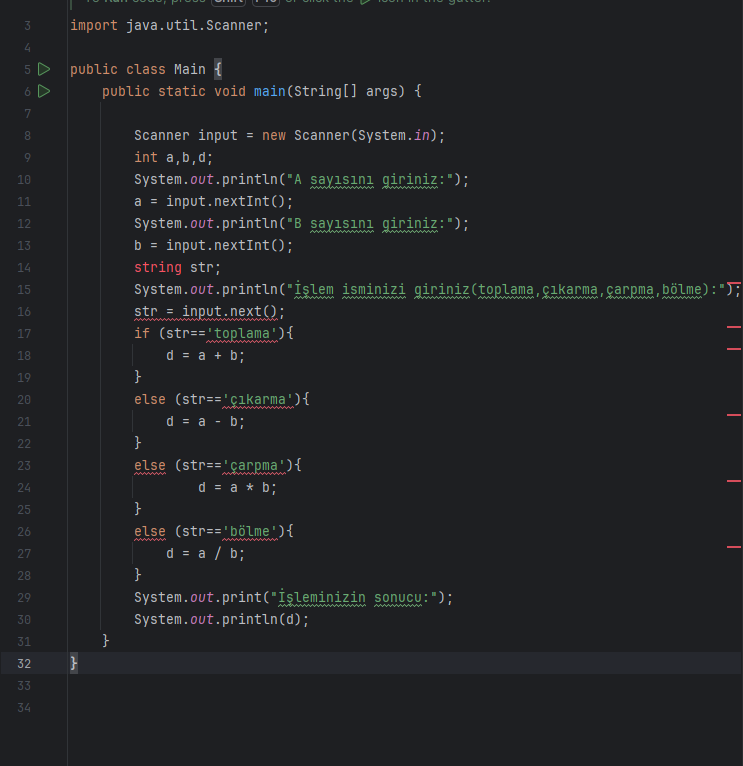 3 import java.util.Scanner;
4
5 public class Main {
6 public static void main(String[] args) {
7
8 Scanner input = new Scanner(System.in);
9 int a,b,d;
10 System.out.println("A sayısını giriniz:");
11 a = input.nextInt();
12 System.out.println("B sayısını giriniz:");
13 b = input.nextInt();
14 string str;
15 System.out.println("İşlem isminizi giriniz(toplama,çıkarma,çarpma,bölme):");
16 str = input.next();
17 if (str=='toplama'){
18 d = a + b;
19 }
20 else (str=='çıkarma'){
21 d = a - b;
22 }
23 else (str=='çarpma'){
24 d = a * b;
25 }
26 else (str=='bölme'){
27 d = a / b;
28 }
29 System.out.print("İşleminizin sonucu:");
30 System.out.println(d);
31 }
32 }
33
34